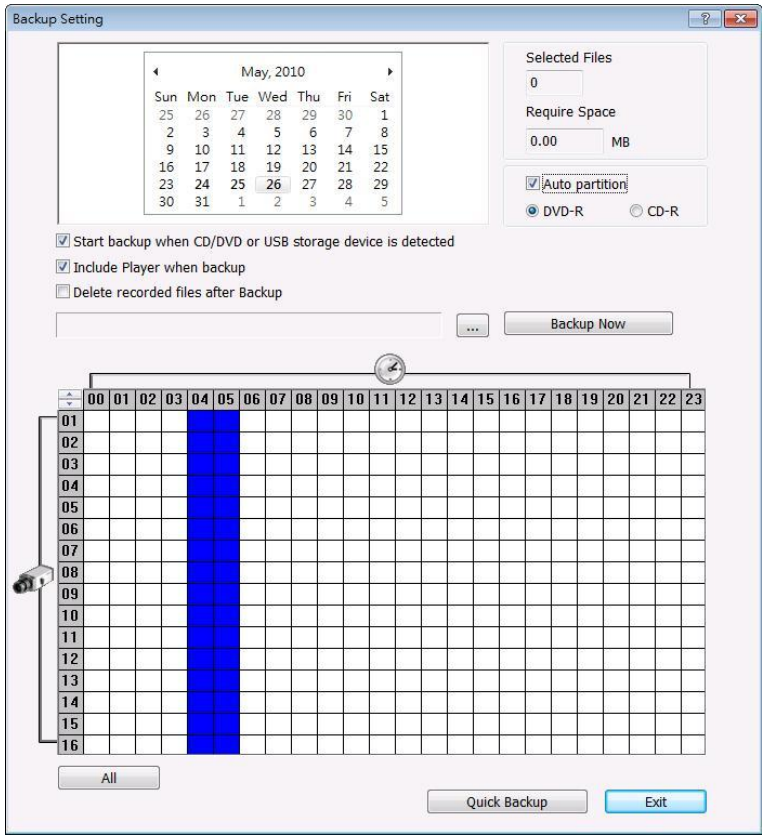 Backup Setting
May, 2010
Sun Mon Tue Wed Thu Fri Sat
25 26 27 28 29 30 1
2 3 4 5 6 7 8
9 10 11 12 13 14 15
16 17 18 19 20 21 22
23 24 25 26 27 28 29
30 31 1 2 3 4 5
Selected Files
0
Require Space
0.00 MB
Auto partition
DVD-R CD-R
Start backup when CD/DVD or USB storage device is detected
Include Player when backup
Delete recorded files after Backup
... Backup Now
00 01 02 03 04 05 06 07 08 09 10 11 12 13 14 15 16 17 18 19 20 21 22 23
01
02
03
04
05
06
07
08
09
10
11
12
13
14
15
16
All
Quick Backup Exit